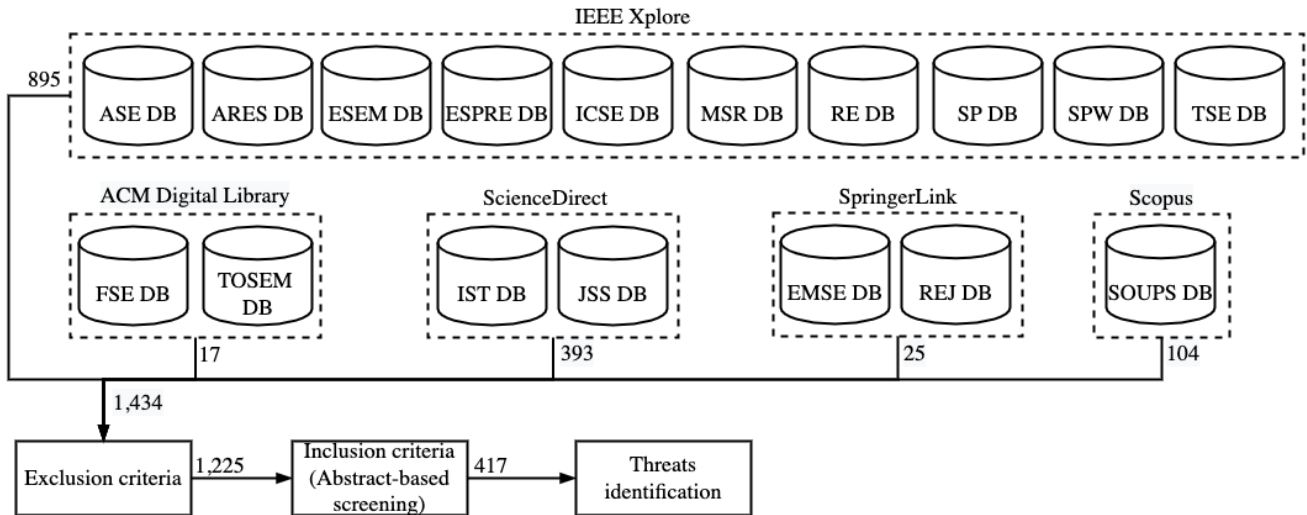 IEEE Xplore
895
ASE DB
ARES DB
ESEM DB
ESPRE DB
ICSE DB
MSR DB
RE DB
SP DB
SPW DB
TSE DB
ACM Digital Library
ScienceDirect
SpringerLink
Scopus
FSE DB
TOSEM
DB
IST DB
JSS DB
EMSE DB
REJ DB
SOUPS DB
17
393
25
104
1,434
Exclusion criteria
1,225
Inclusion criteria
(Abstract-based
screening)
417
Threats
identification